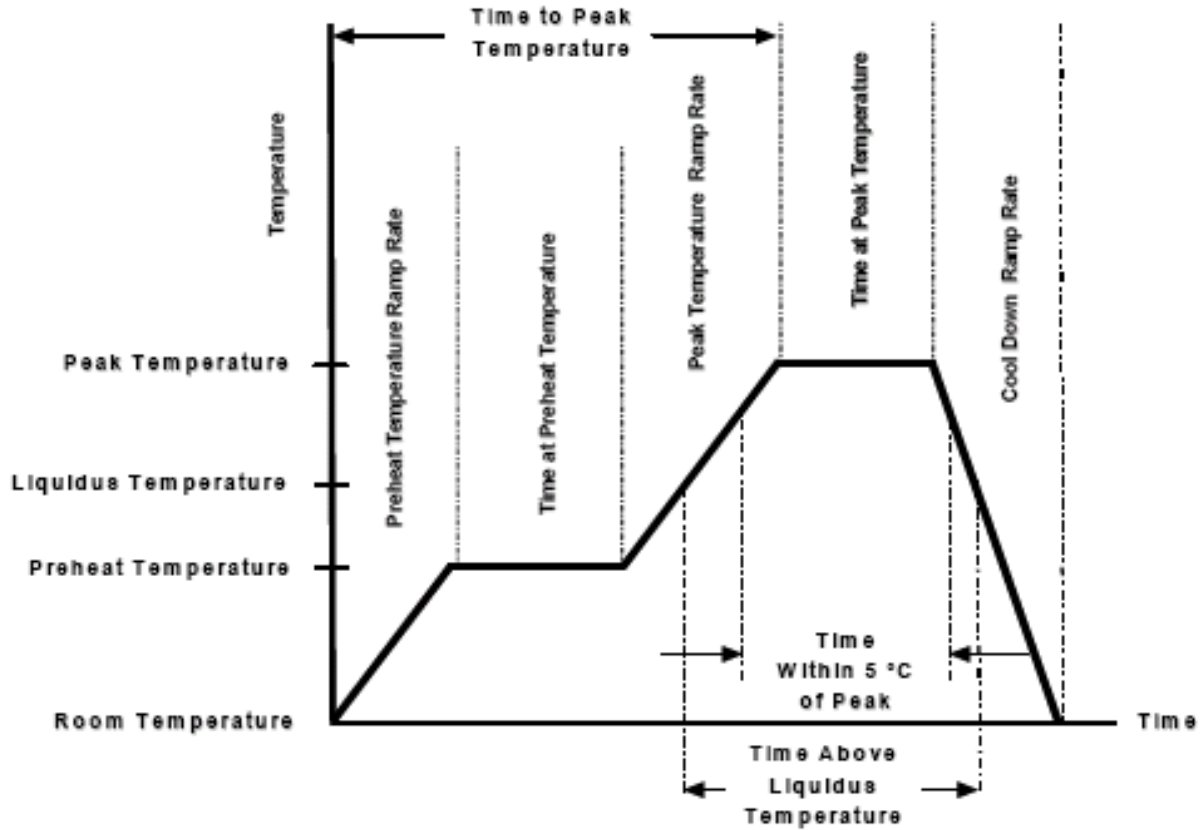 Time to Peak
Temperature
Temperature
Preheat Temperature Ramp Rate
Time at Preheat Temperature
Peak Temperature Ramp Rate
Time at Peak Temperature
Cool Down Ramp Rate
Peak Temperature
Liquidus Temperature
Preheat Temperature
Room Temperature
Time
Within 5 °C
of Peak
Time
Time Above
Liquidus
Temperature